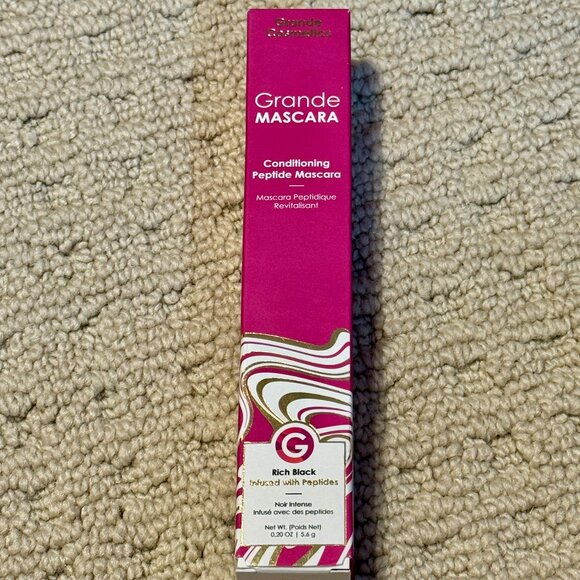 Grande
Cosmetics
Grande
MASCARA
Conditioning
Peptide Mascara
Mascara Peptidique
Revitalisant
G
Rich Black
Infused with Peptides
Noir Intense
Infusé avec des peptides
Net Wt. (Poids Net)
0.20 OZ | 5.6 g